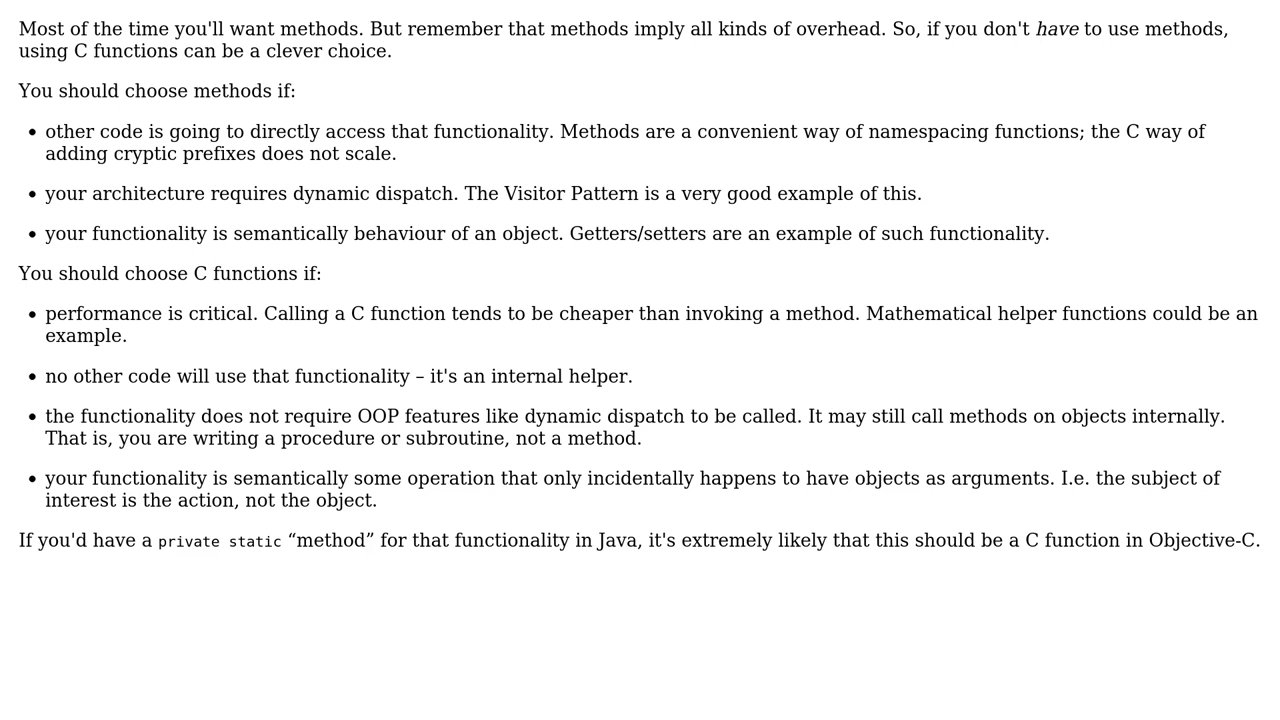 Most of the time you'll want methods. But remember that methods imply all kinds of overhead. So, if you don't have to use methods,
using C functions can be a clever choice.
You should choose methods if:
• other code is going to directly access that functionality. Methods are a convenient way of namespacing functions; the C way of
adding cryptic prefixes does not scale.
• your architecture requires dynamic dispatch. The Visitor Pattern is a very good example of this.
• your functionality is semantically behaviour of an object. Getters/setters are an example of such functionality.
You should choose C functions if:
• performance is critical. Calling a C function tends to be cheaper than invoking a method. Mathematical helper functions could be an
example.
• no other code will use that functionality – it's an internal helper.
• the functionality does not require OOP features like dynamic dispatch to be called. It may still call methods on objects internally.
That is, you are writing a procedure or subroutine, not a method.
• your functionality is semantically some operation that only incidentally happens to have objects as arguments. I.e. the subject of
interest is the action, not the object.
If you'd have a private static “method” for that functionality in Java, it's extremely likely that this should be a C function in Objective-C.